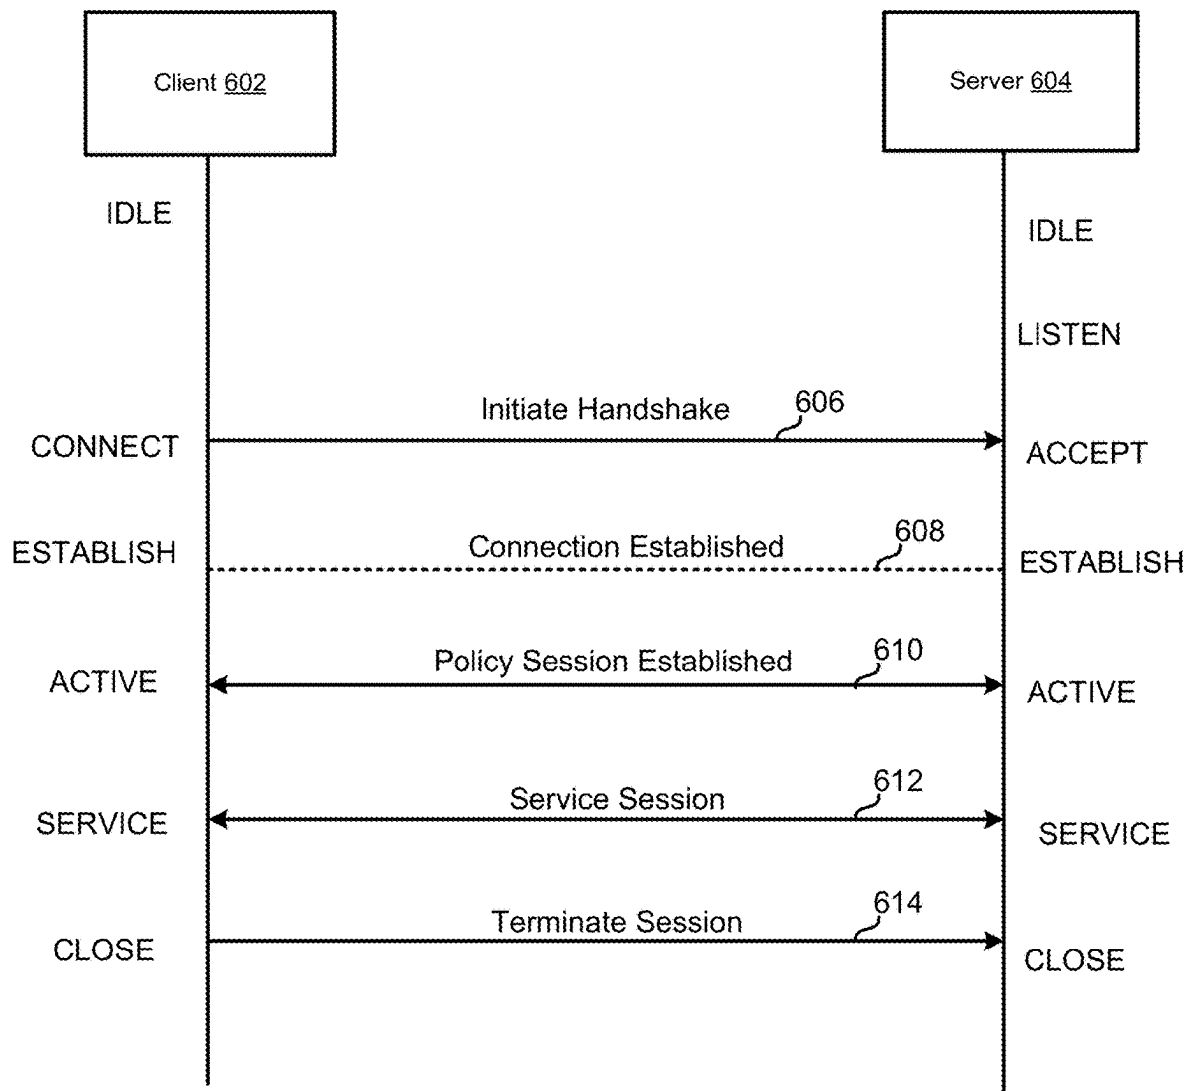 Client 602
Server 604
IDLE
IDLE
LISTEN
Initiate Handshake
606
CONNECT
ACCEPT
Connection Established
608
ESTABLISH
ESTABLISH
Policy Session Established
610
ACTIVE
ACTIVE
Service Session
612
SERVICE
SERVICE
Terminate Session
614
CLOSE
CLOSE